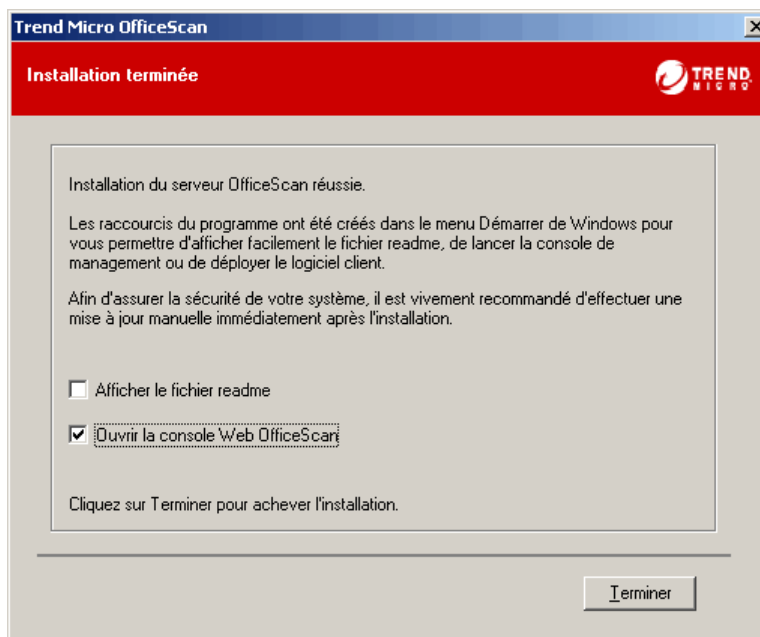 Trend Micro OfficeScan
Installation terminée
TREND
MICRO
Installation du serveur OfficeScan réussie.
Les raccourcis du programme ont été créés dans le menu Démarrer de Windows pour
vous permettre d'afficher facilement le fichier readme, de lancer la console de
management ou de déployer le logiciel client.
Afin d'assurer la sécurité de votre système, il est vivement recommandé d'effectuer une
mise à jour manuelle immédiatement après l'installation.
Afficher le fichier readme
Ouvrir la console Web OfficeScan
Cliquez sur Terminer pour achever l'installation.
Terminer